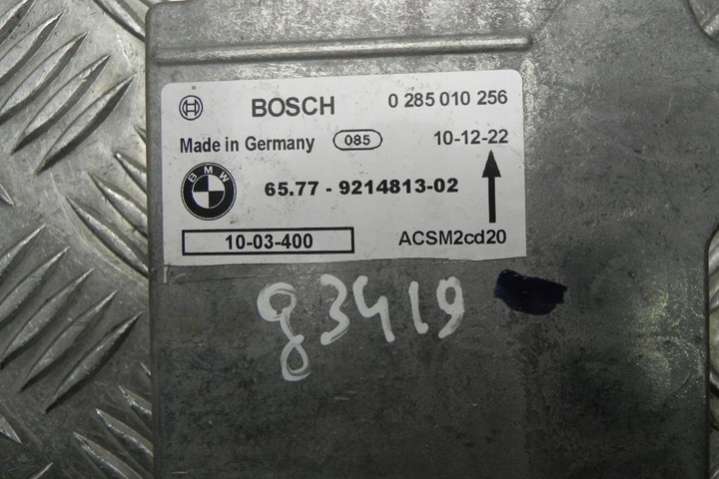 BOSCH 0 285 010 256
Made in Germany 085 10-12-22
BMW 65.77 - 9214813-02
10-03-400 ACSM2cd20
g3419